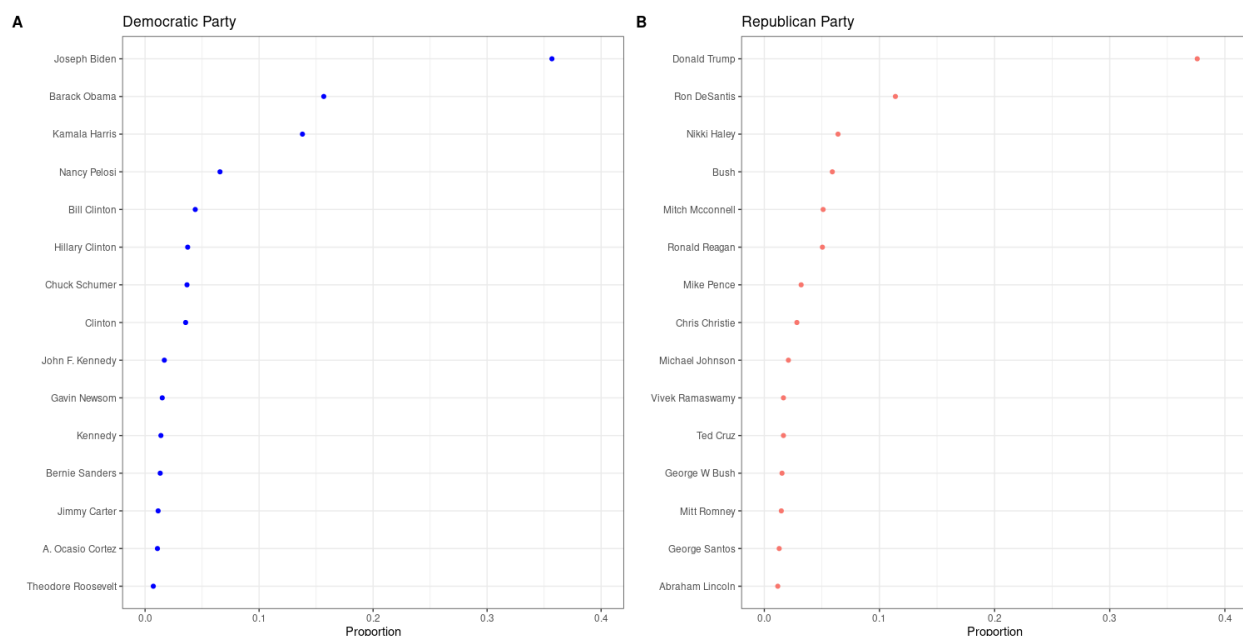 A
Democratic Party
Joseph Biden
Barack Obama
Kamala Harris
Nancy Pelosi
Bill Clinton
Hillary Clinton
Chuck Schumer
Clinton
John F. Kennedy
Gavin Newsom
Kennedy
Bernie Sanders
Jimmy Carter
A. Ocasio Cortez
Theodore Roosevelt
0.0 0.1 0.2 0.3 0.4
Proportion
B
Republican Party
Donald Trump
Ron DeSantis
Nikki Haley
Bush
Mitch Mcconnell
Ronald Reagan
Mike Pence
Chris Christie
Michael Johnson
Vivek Ramaswamy
Ted Cruz
George W Bush
Mitt Romney
George Santos
Abraham Lincoln
0.0 0.1 0.2 0.3 0.4
Proportion